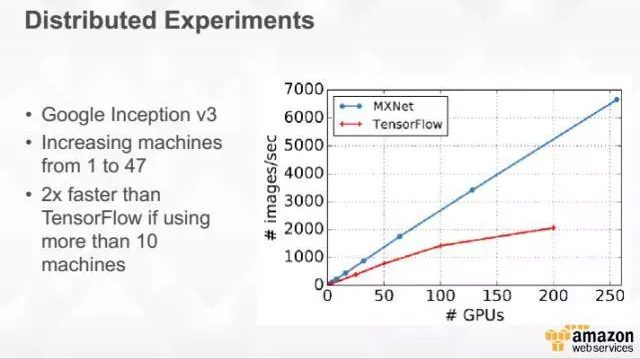 Distributed Experiments
• Google Inception v3
• Increasing machines
from 1 to 47
• 2x faster than
TensorFlow if using
more than 10
machines
7000
6000
5000
4000
3000
2000
1000
0
# images/sec
MXNet
TensorFlow
0 50 100 150 200 250
# GPUs
amazon
webservices